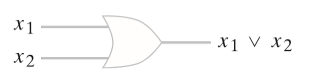 x₁
x₂
x₁ ∨ x₂